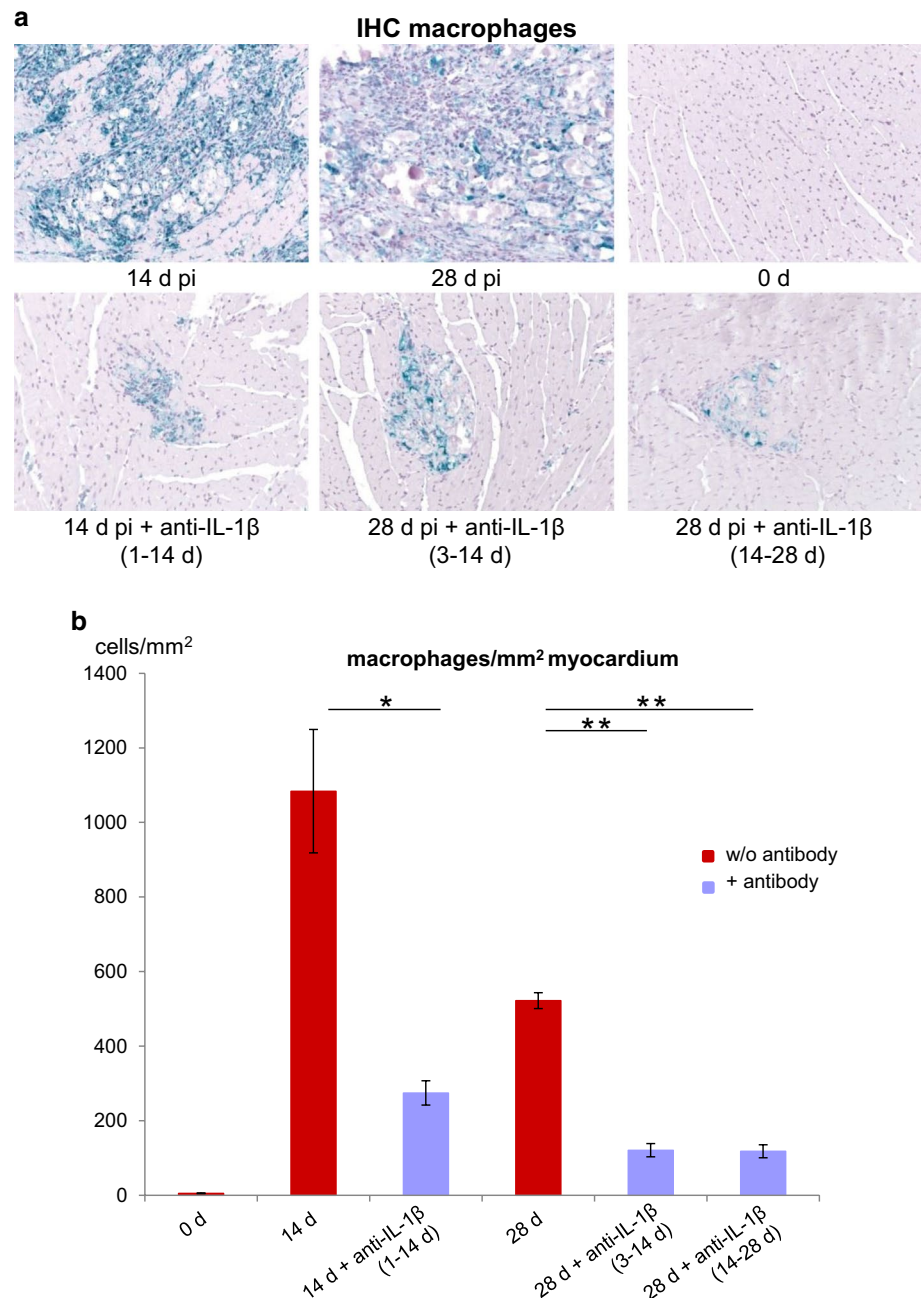 a
IHC macrophages
14 d pi
28 d pi
0 d
14 d pi + anti-IL-1β
(1-14 d)
28 d pi + anti-IL-1β
(3-14 d)
28 d pi + anti-IL-1β
(14-28 d)
b
cells/mm²
macrophages/mm² myocardium
1400
1200
1000
800
600
400
200
0
*
**
**
w/o antibody
+ antibody
0 d
14 d
14 d + anti-IL-1β
(1-14 d)
28 d
28 d + anti-IL-1β
(3-14 d)
28 d + anti-IL-1β
(14-28 d)